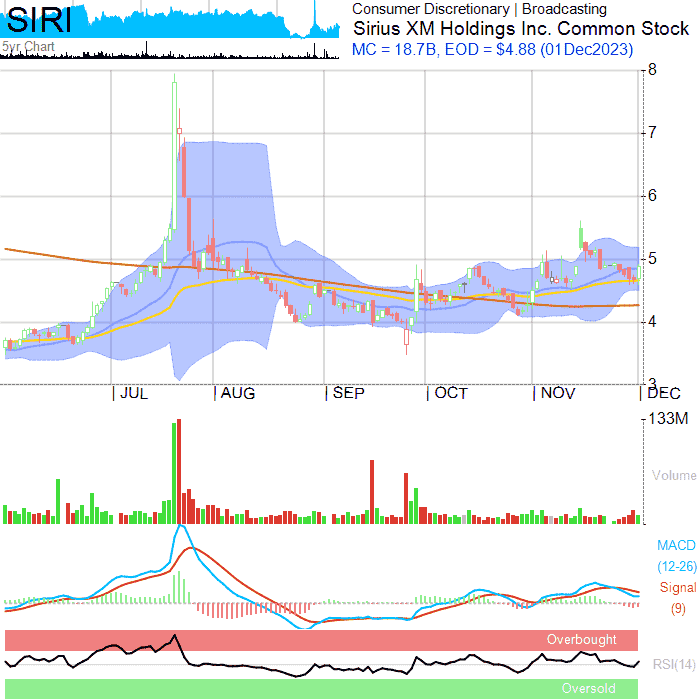 SIRI
5yr Chart
Consumer Discretionary | Broadcasting
Sirius XM Holdings Inc. Common Stock
MC = 18.7B, EOD = $4.88 (01Dec2023)
8
7
6
5
4
3
JUL AUG SEP OCT NOV DEC
133M
Volume
MACD
(12-26)
Signal
(9)
Overbought
RSI(14)
Oversold